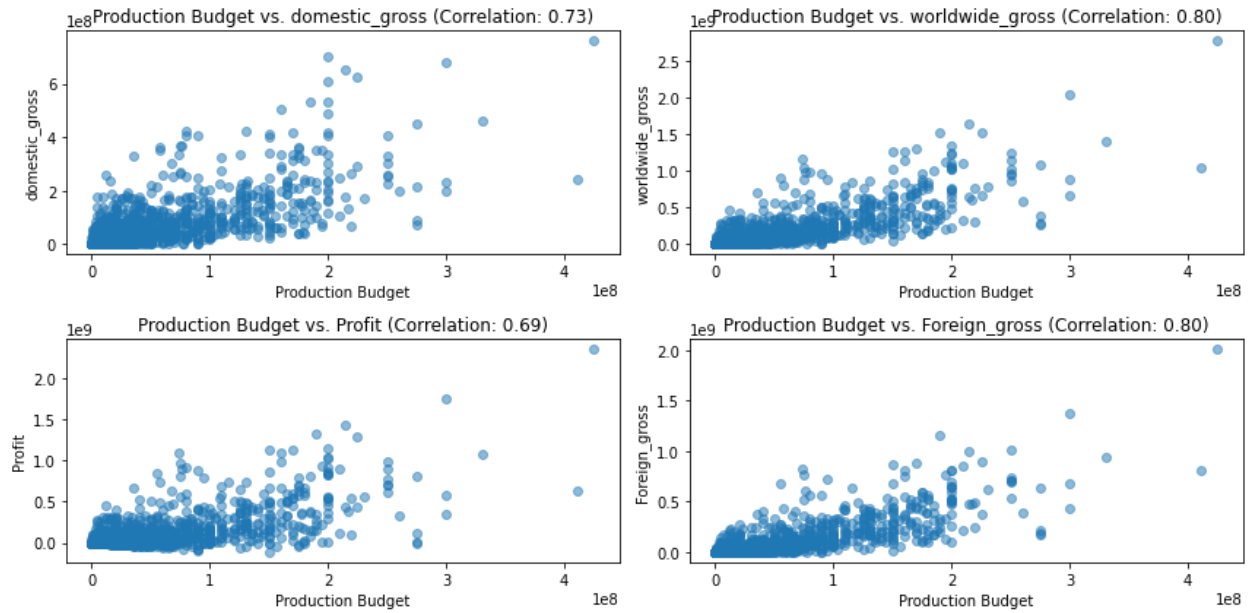 1e8
Production Budget vs. domestic_gross (Correlation: 0.73)
domestic_gross
6
4
2
0
0
1
2
3
4
Production Budget
1e8
1e9
Production Budget vs. worldwide_gross (Correlation: 0.80)
worldwide_gross
2.5
2.0
1.5
1.0
0.5
0.0
0
1
2
3
4
Production Budget
1e8
1e9
Production Budget vs. Profit (Correlation: 0.69)
Profit
2.0
1.5
1.0
0.5
0.0
0
1
2
3
4
Production Budget
1e8
1e9
Production Budget vs. Foreign_gross (Correlation: 0.80)
Foreign_gross
2.0
1.5
1.0
0.5
0.0
0
1
2
3
4
Production Budget
1e8